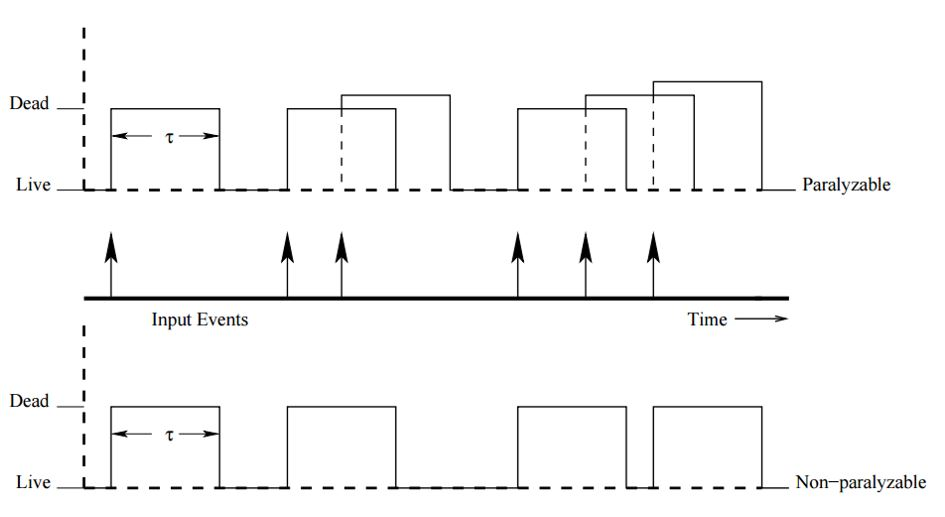 Dead
τ
Live
Paralyzable
Input Events
Time
Dead
τ
Live
Non−paralyzable